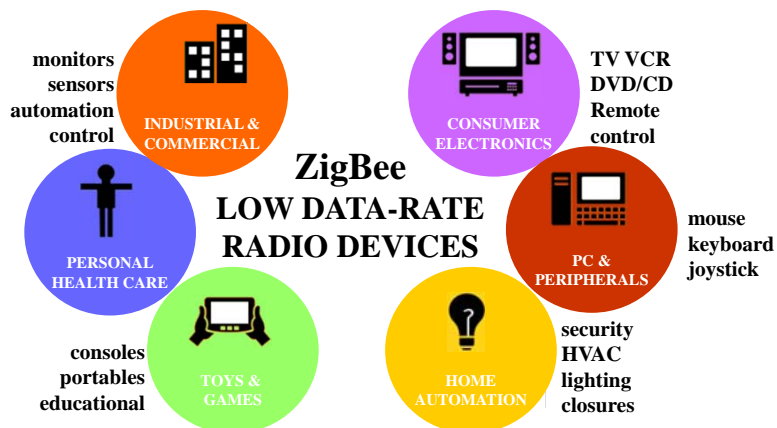 monitors
sensors
automation
control
INDUSTRIAL &
COMMERCIAL
CONSUMER
ELECTRONICS
TV VCR
DVD/CD
Remote
control
ZigBee
LOW DATA-RATE
RADIO DEVICES
PERSONAL
HEALTH CARE
PC &
PERIPHERALS
mouse
keyboard
joystick
consoles
portables
educational
TOYS &
GAMES
?
HOME
AUTOMATION
security
HVAC
lighting
closures